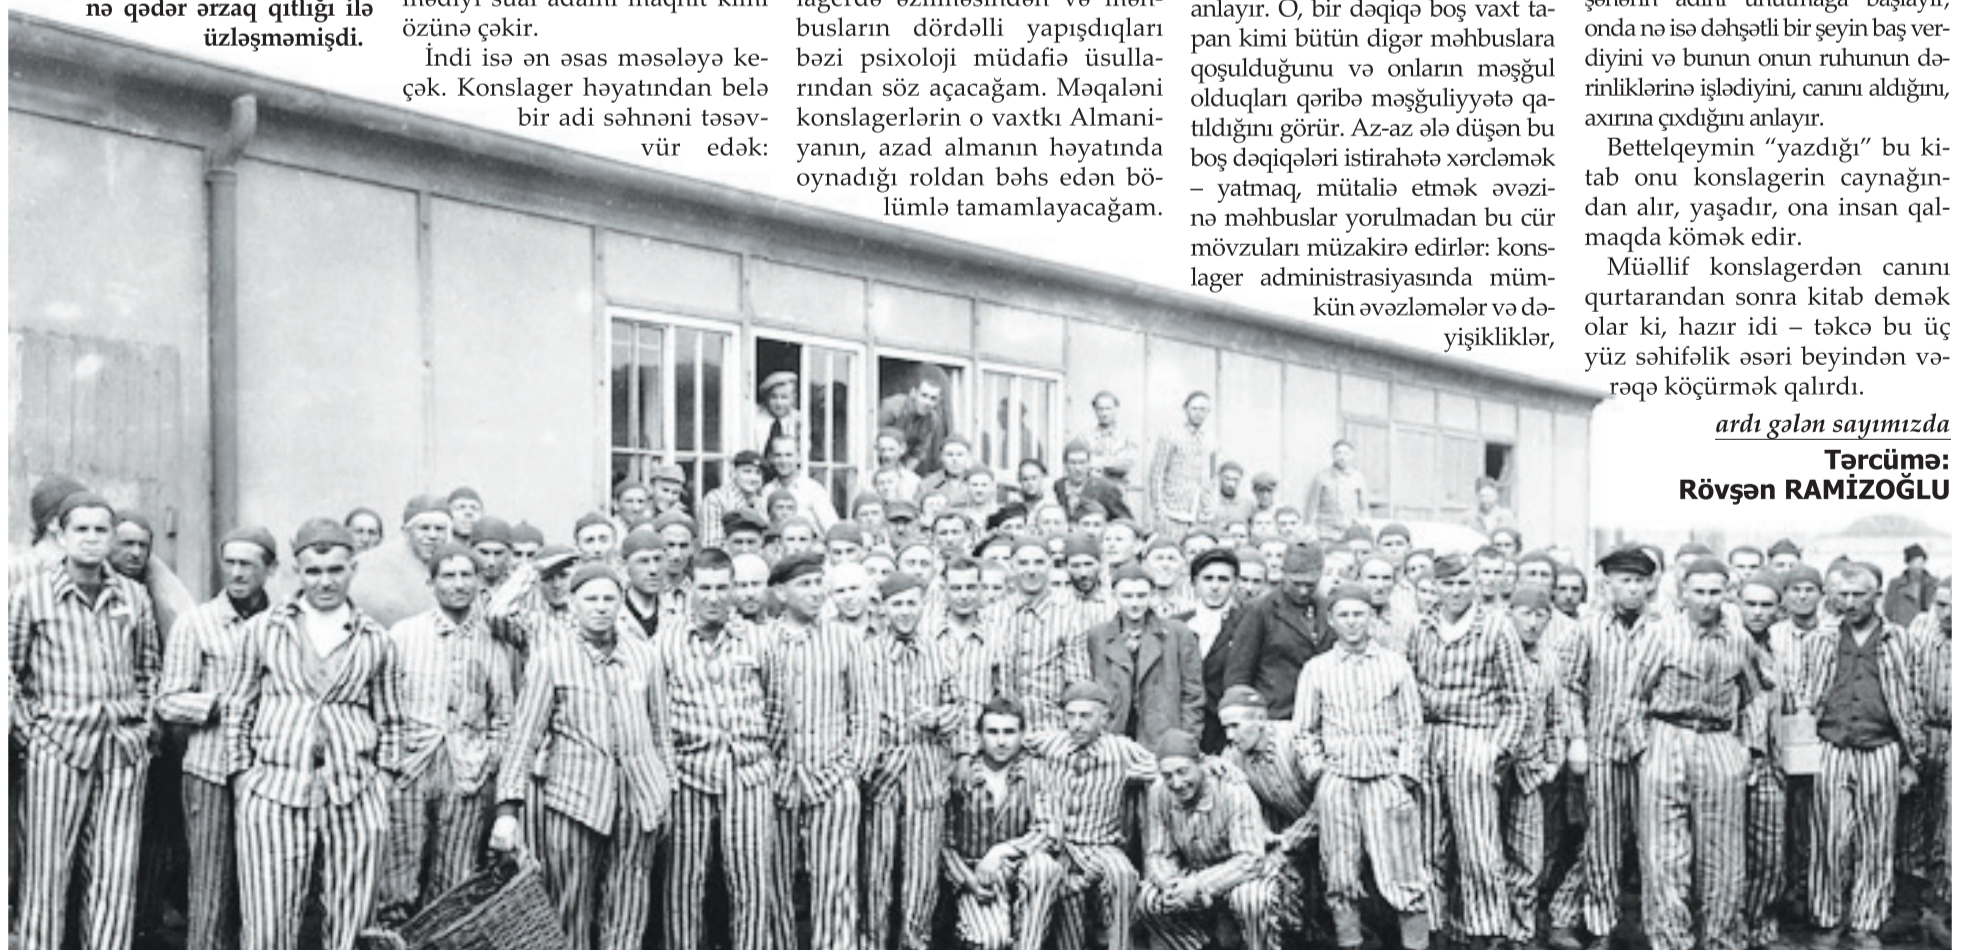 nə qədər ərzaq qıtlığı ilə
üzləşməmişdi.
özünə çəkir.
İndi isə ən əsas məsələyə ke-
çək. Konslager həyatından belə
bir adi səhnəni təsəv-
vür edək:
busların dördəlli yapışdıqları
bəzi psixoloji müdafiə üsulla-
rından söz açacağam. Məqaləni
konslagerlərin o vaxtkı Almani-
yanın, azad almanın həyatında
oynadığı roldan bəhs edən bö-
lümlə tamamlayacağam.
anlayır. O, bir dəqiqə boş vaxt ta-
pan kimi bütün digər məhbuslara
qoşulduğunu və onların məşğul
olduqları qəribə məşğuliyyətə qa-
tıldığını görür. Az-az ələ düşən bu
boş dəqiqələri istirahətə xərcləmək
– yatmaq, mütaliə etmək əvəzi-
nə məhbuslar yorulmadan bu cür
mövzuları müzakirə edirlər: kons-
lager administrasiyasında müm-
kün əvəzləmələr və də-
yişikliklər,
onda nə isə dəhşətli bir şeyin baş ver-
diyini və bunun onun ruhunun də-
rinliklərinə işlədiyini, canını aldığını,
axırına çıxdığını anlayır.
Bettelqeymin “yazdığı” bu ki-
tab onu konslagerin caynağın-
dan alır, yaşadır, ona insan qal-
maqda kömək edir.
Müəllif konslagerdən canını
qurtarandan sonra kitab demək
olar ki, hazır idi – təkcə bu üç
yüz səhifəlik əsəri beyindən və-
rəqə köçürmək qalırdı.
ardı gələn sayımızda
Tərcümə:
Rövşən RAMİZOĞLU